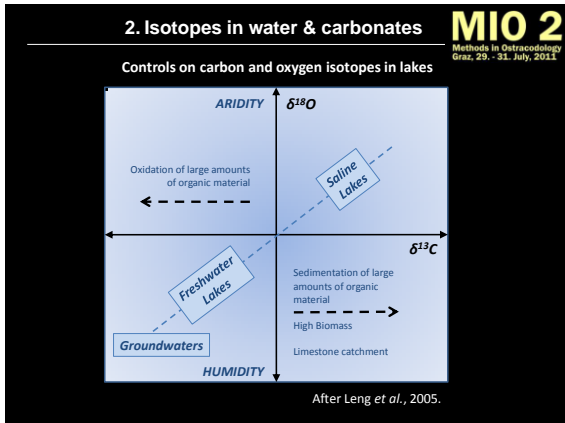 2. Isotopes in water & carbonates
MIO 2
Methods in Ostracodology
Graz, 29. - 31. July, 2011
Controls on carbon and oxygen isotopes in lakes
ARIDITY
δ18O
Oxidation of large amounts
of organic material
Saline
Lakes
δ13C
Freshwater
Lakes
Sedimentation of large
amounts of organic
material
High Biomass
Groundwaters
Limestone catchment
HUMIDITY
After Leng et al., 2005.